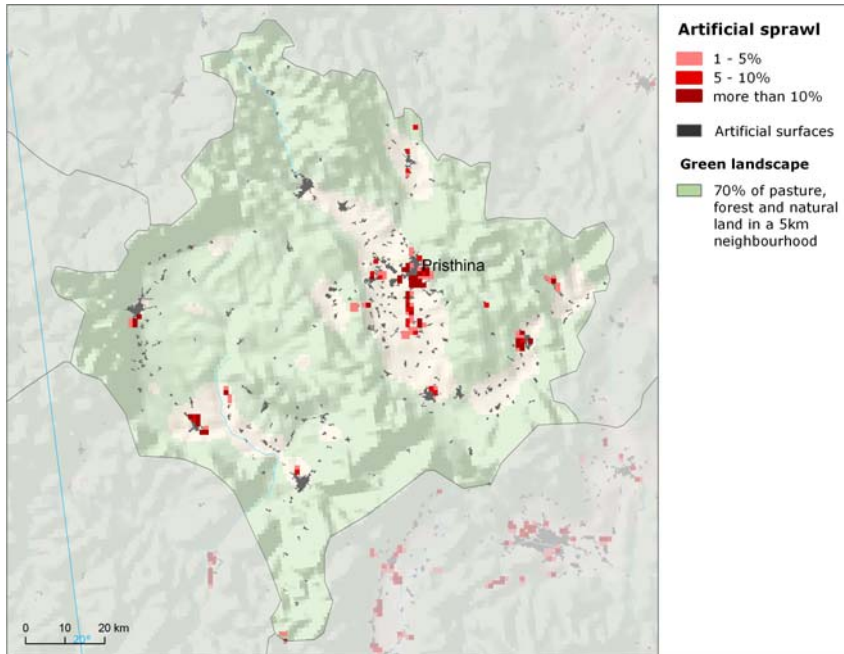 Artificial sprawl
1 - 5%
5 - 10%
more than 10%
Artificial surfaces
Green landscape
70% of pasture,
forest and natural
land in a 5km
neighbourhood
Pristhina
0 10 20 km
20°